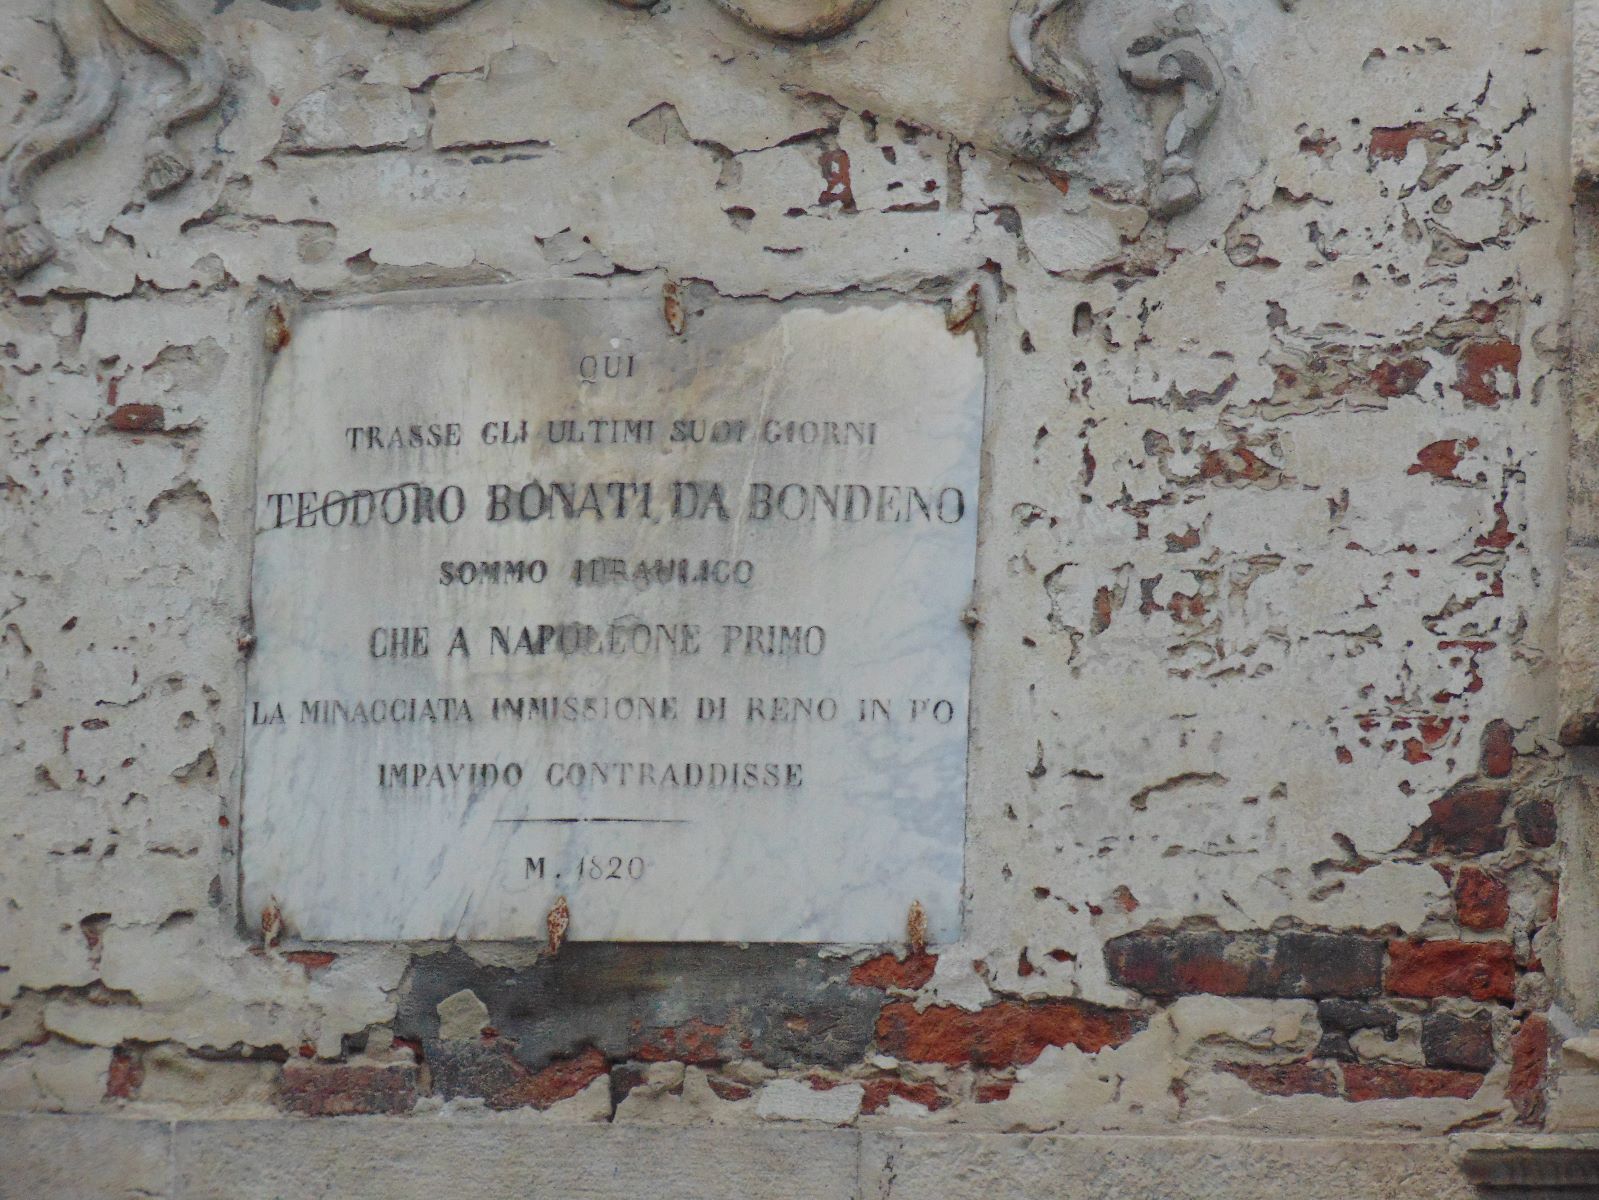 QUI
TRASSE GLI ULTIMI SUOI GIORNI
TEODORO BONATI DA BONDENO
SOMMO IDRAULICO
CHE A NAPOLEONE PRIMO
LA MINACCIATA IMMISSIONE DI RENO IN PO
IMPAVIDO CONTRADDISSE
M. 1820